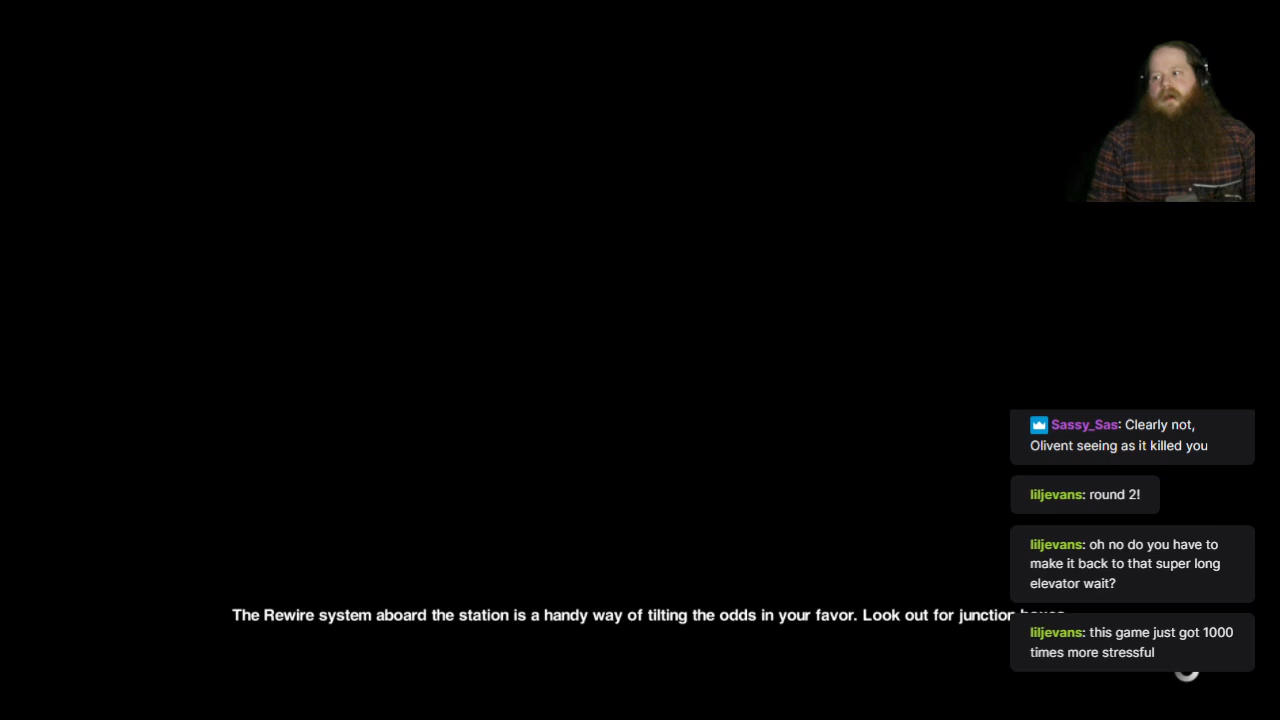 Sassy_Sas: Clearly not,
Olivent seeing as it killed you
liljevans: round 2!
liljevans: oh no do you have to
make it back to that super long
elevator wait?
The Rewire system aboard the station is a handy way of tilting the odds in your favor. Look out for junction
liljevans: this game just got 1000
times more stressful